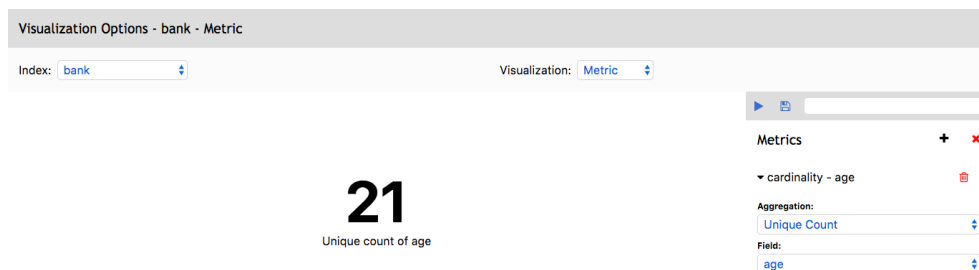 Visualization Options - bank - Metric
Index: bank Visualization: Metric
Metrics
cardinality - age
Aggregation:
Unique Count
Field:
age
21
Unique count of age